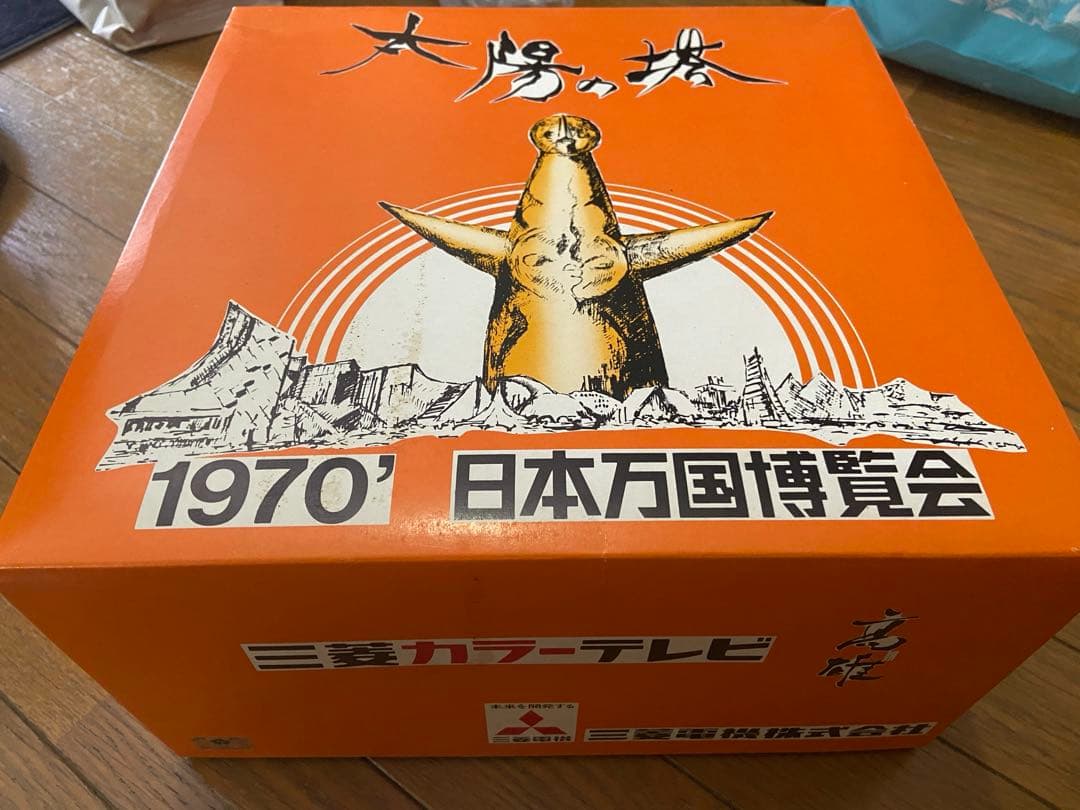 太陽の塔
1970' 日本万国博覧会
三菱カラーテレビ
高雄
未来を開発する
三菱電機
三菱電機株式会社